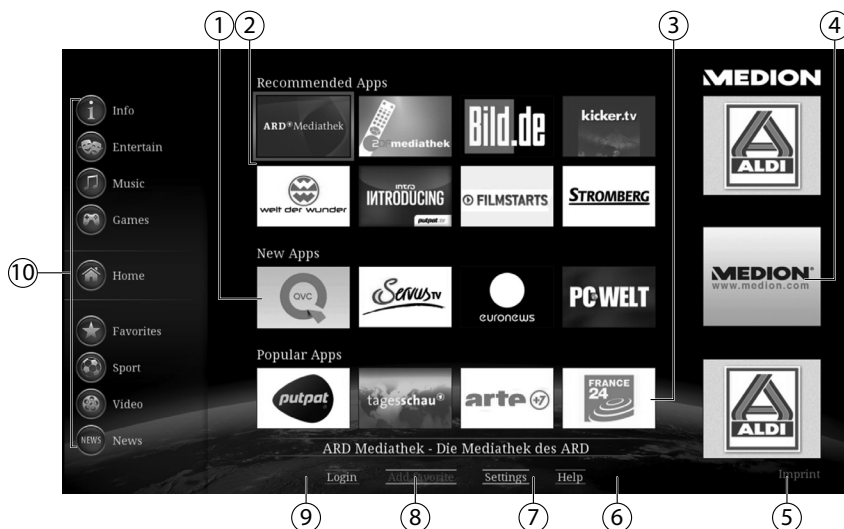 1 2 3 4
MEDION
Recommended Apps
ARD Mediathek
mediathek
Bild.de
kicker.tv
ALDI
welt der wunder
intro
INTRODUCING
putpat
FILMSTARTS
STROMBERG
New Apps
QVC
Servus TV
euronews
PC WELT
MEDION
www.medion.com
Popular Apps
putpat
tagesschau
arte +7
FRANCE
24
ALDI
10
Info
Entertain
Music
Games
Home
Favorites
Sport
Video
NEWS News
ARD Mediathek - Die Mediathek des ARD
Login Add Favorite Settings Help
Imprint
9 8 7 6 5